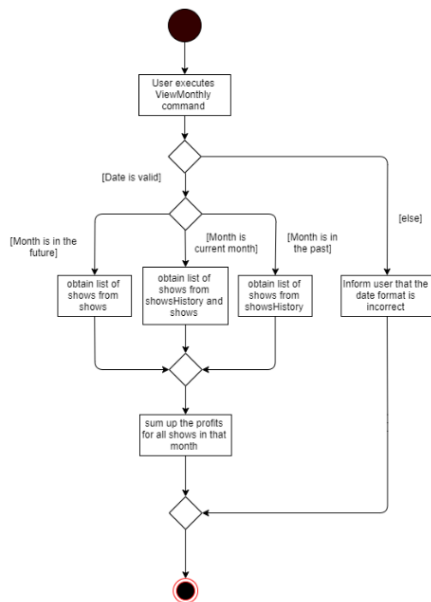 User executes
ViewMonthly
command
[Date is valid]
[else]
[Month is in the
future]
[Month is
current month]
[Month is in
the past]
obtain list of
shows from
shows
obtain list of
shows from
showsHistory and
shows
obtain list of
shows from
showsHistory
Inform user that the
date format is
incorrect
sum up the profits
for all shows in that
month